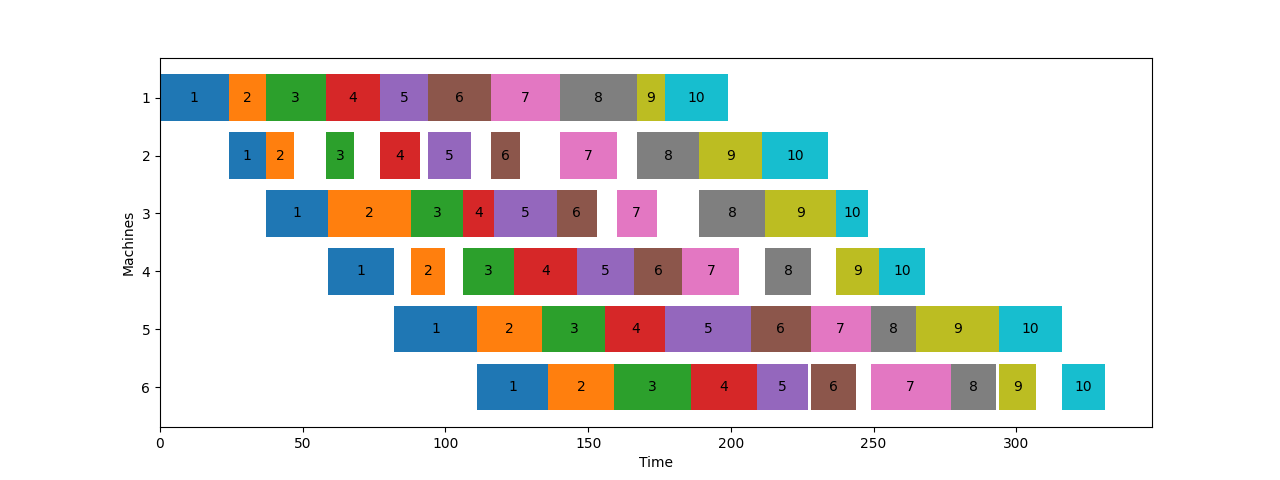 1 1 2 3 4 5 6 7 8 9 10
2 1 2 3 4 5 6 7 8 9 10
3 1 2 3 4 5 6 7 8 9 10
4 1 2 3 4 5 6 7 8 9 10
5 1 2 3 4 5 6 7 8 9 10
6 1 2 3 4 5 6 7 8 9 10
Machines
0 50 100 150 200 250 300
Time